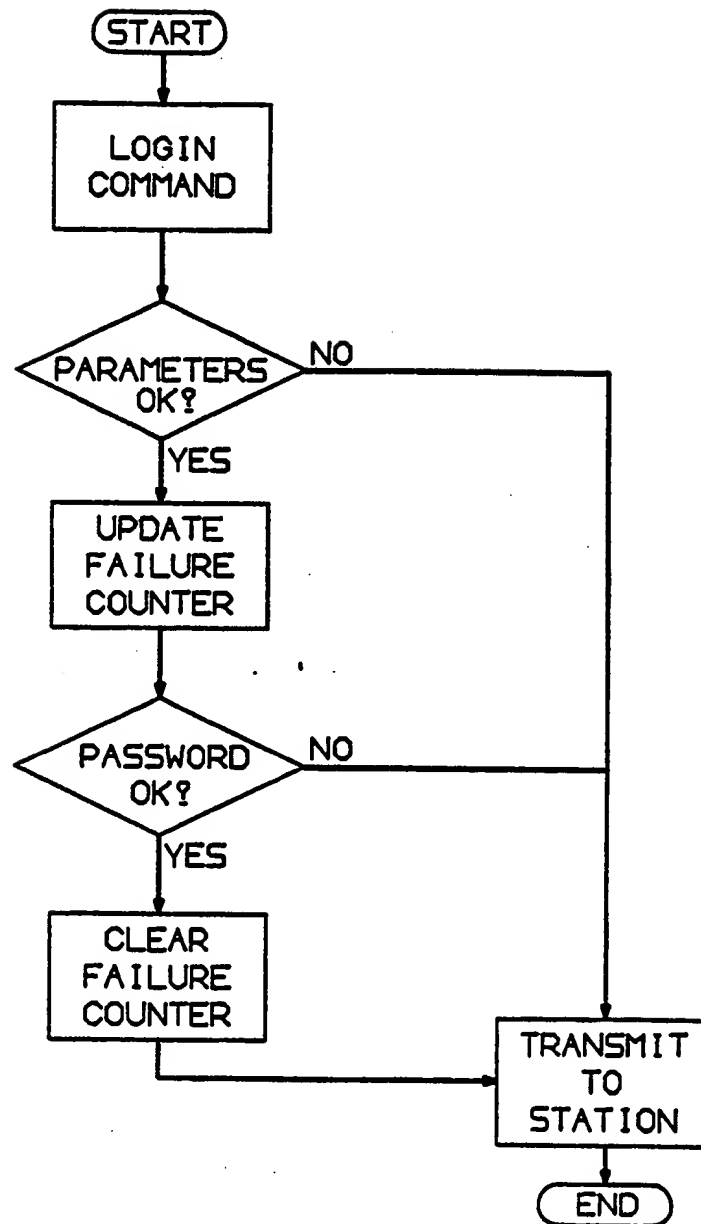 START
LOGIN
COMMAND
PARAMETERS
OK?
NO
YES
UPDATE
FAILURE
COUNTER
PASSWORD
OK?
NO
YES
CLEAR
FAILURE
COUNTER
TRANSMIT
TO
STATION
END